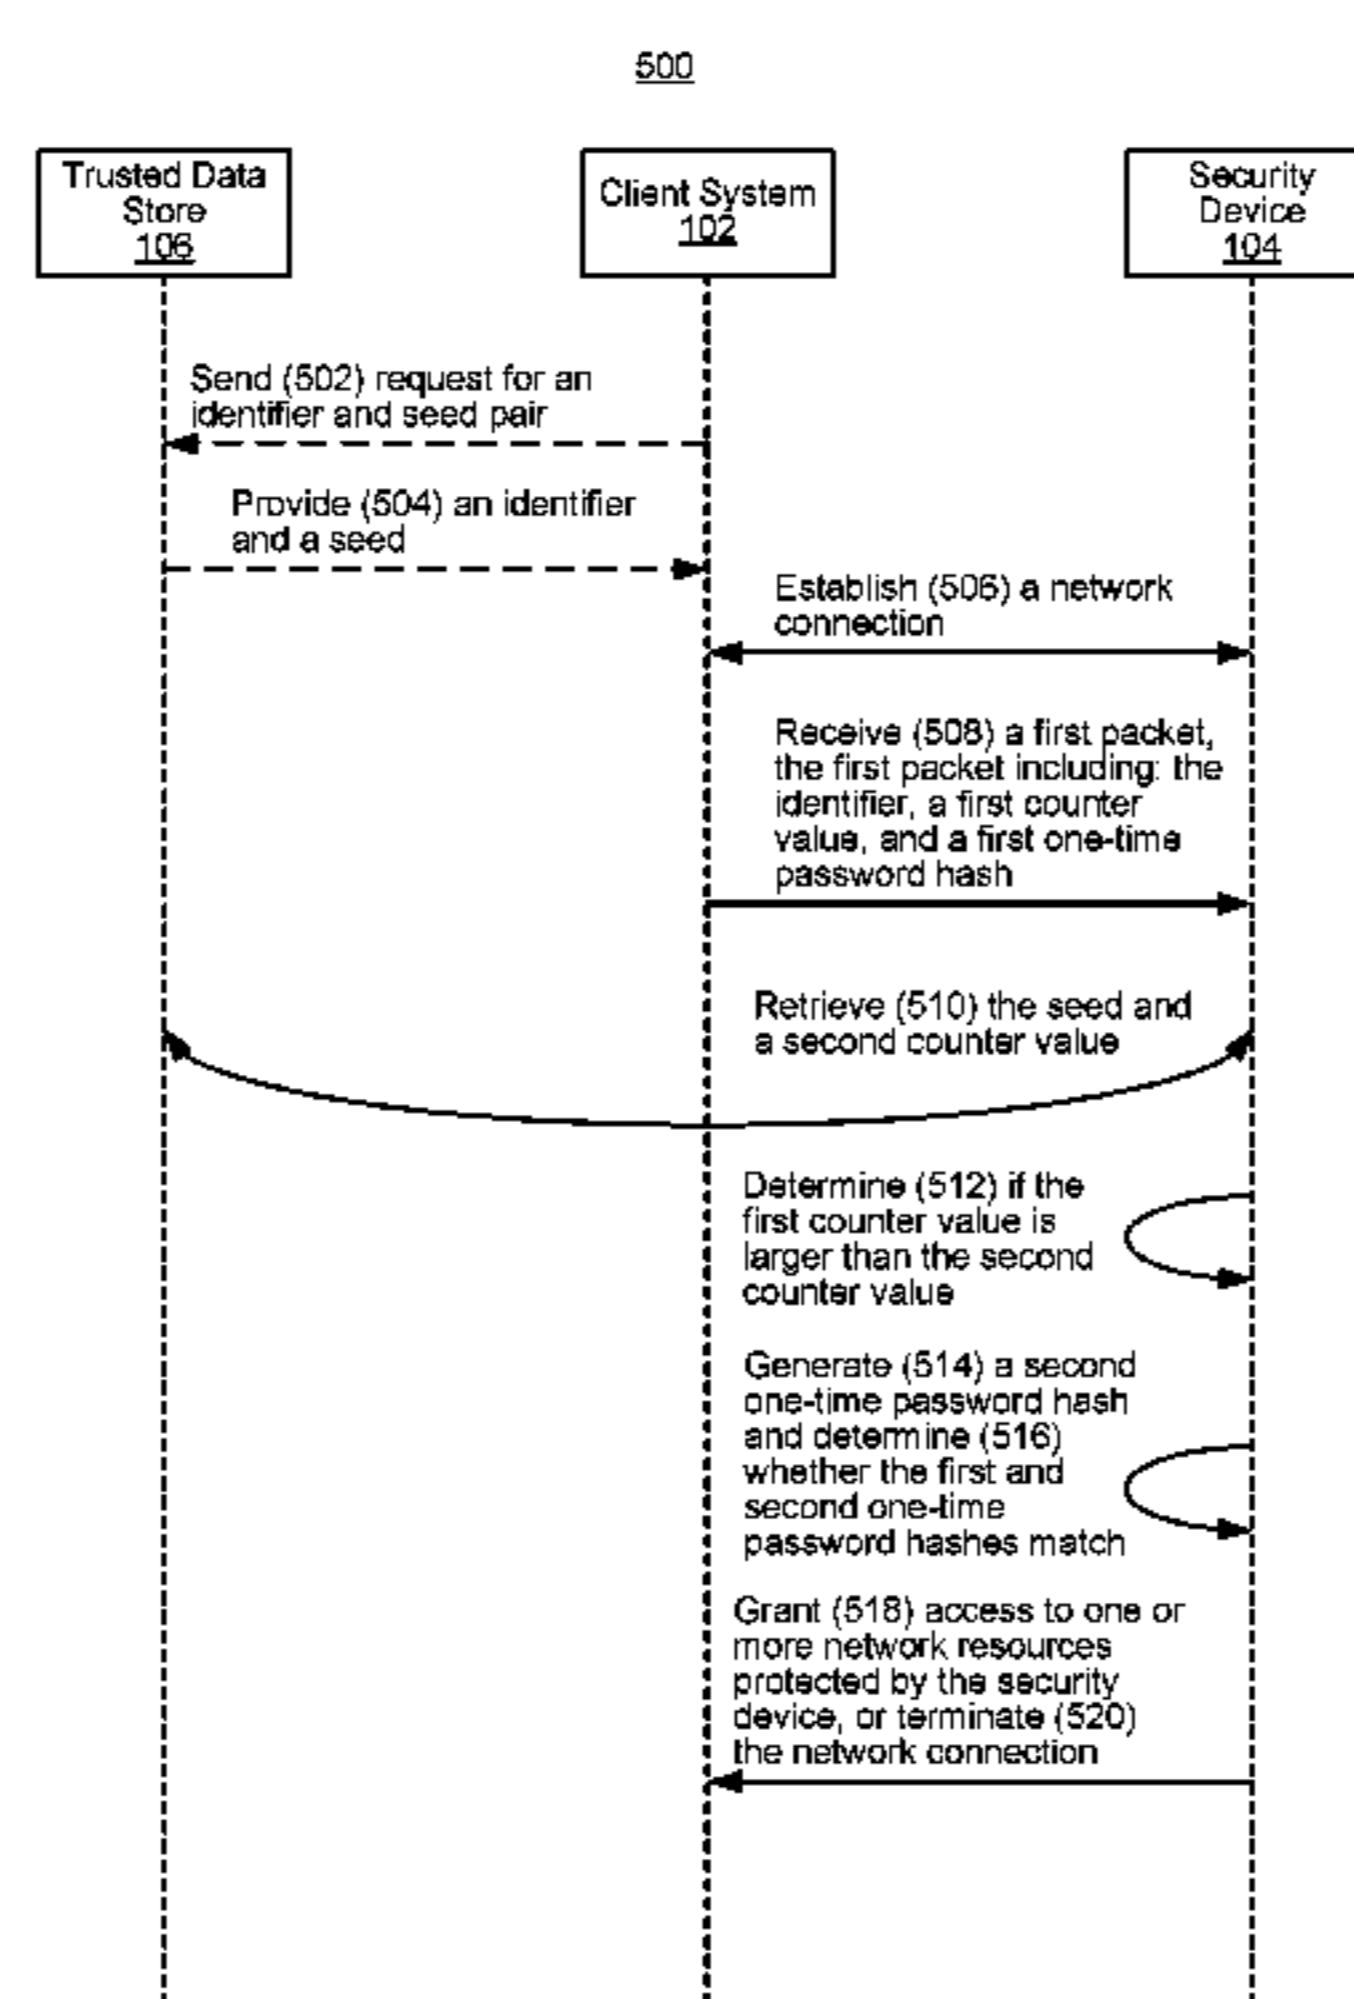 500
Trusted Data
Store
106
Client System
102
Security
Device
104
Send (502) request for an
identifier and seed pair
Provide (504) an identifier
and a seed
Establish (506) a network
connection
Receive (508) a first packet,
the first packet including: the
identifier, a first counter
value, and a first one-time
password hash
Retrieve (510) the seed and
a second counter value
Determine (512) if the
first counter value is
larger than the second
counter value
Generate (514) a second
one-time password hash
and determine (516)
whether the first and
second one-time
password hashes match
Grant (518) access to one or
more network resources
protected by the security
device, or terminate (520)
the network connection